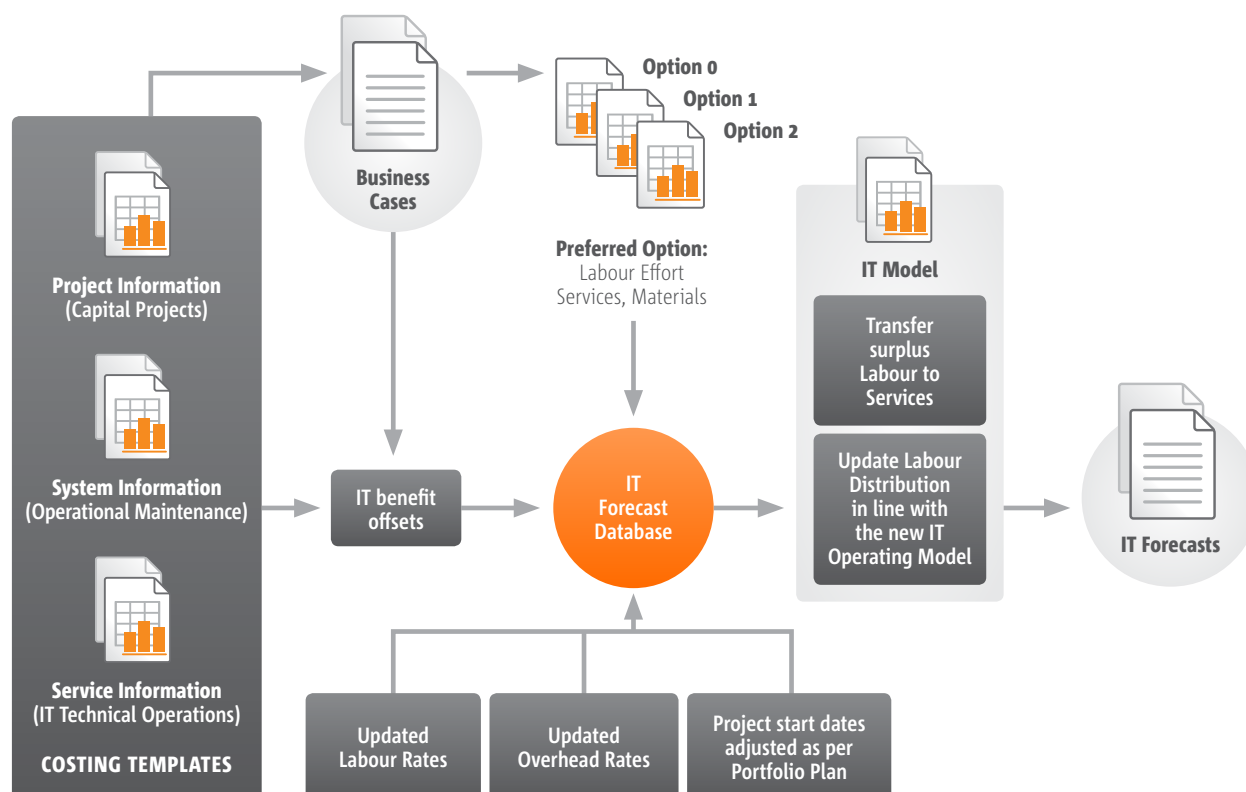 Option 0
Option 1
Option 2
Business
Cases
Project Information
(Capital Projects)
System Information
(Operational Maintenance)
Service Information
(IT Technical Operations)
COSTING TEMPLATES
Preferred Option:
Labour Effort
Services, Materials
IT benefit
offsets
IT
Forecast
Database
Updated
Labour Rates
Updated
Overhead Rates
Project start dates
adjusted as per
Portfolio Plan
IT Model
Transfer
surplus
Labour to
Services
Update Labour
Distribution
in line with
the new IT
Operating Model
IT Forecasts